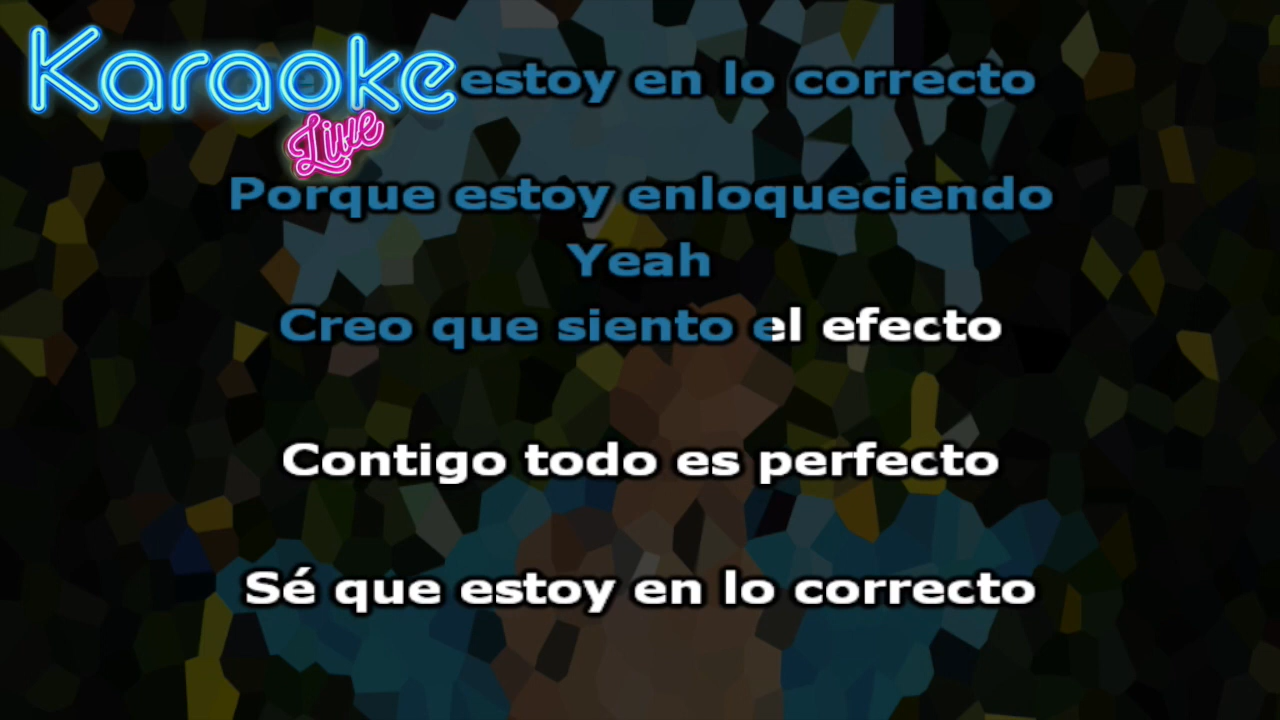 Karaoke estoy en lo correcto
Live
Porque estoy enloqueciendo
Yeah
Creo que siento el efecto
Contigo todo es perfecto
Sé que estoy en lo correcto